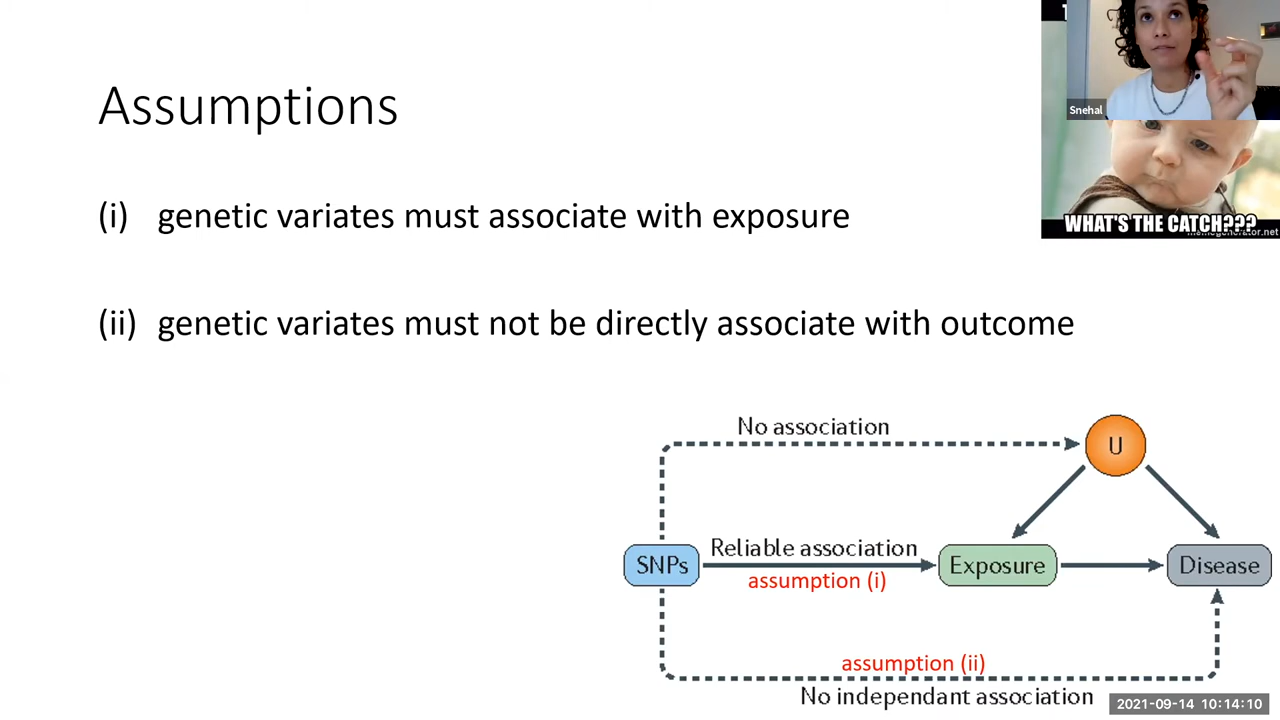 Assumptions
Snehal
(i) genetic variates must associate with exposure
WHAT'S THE CATCH???
(ii) genetic variates must not be directly associate with outcome
No association
U
Reliable association
SNPs
Exposure
Disease
assumption (i)
assumption (ii)
No independant association
2021-09-14 10:14:10